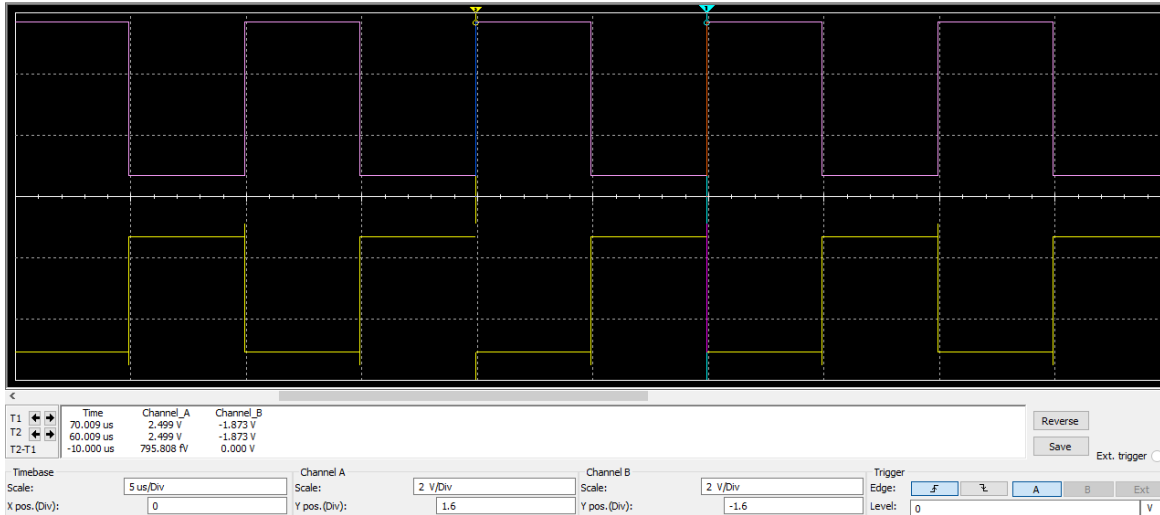 2
1
T1 Time Channel_A Channel_B
70.009 us 2.499 V -1.873 V
T2 60.009 us 2.499 V -1.873 V
T2-T1 -10.000 us 795.808 fV 0.000 V
Reverse
Save
Ext. trigger
Timebase Channel A Channel B Trigger
Scale: 5 us/Div Scale: 2 V/Div Scale: 2 V/Div Edge: A B Ext
X pos.(Div): 0 Y pos.(Div): 1.6 Y pos.(Div): -1.6 Level: 0 V